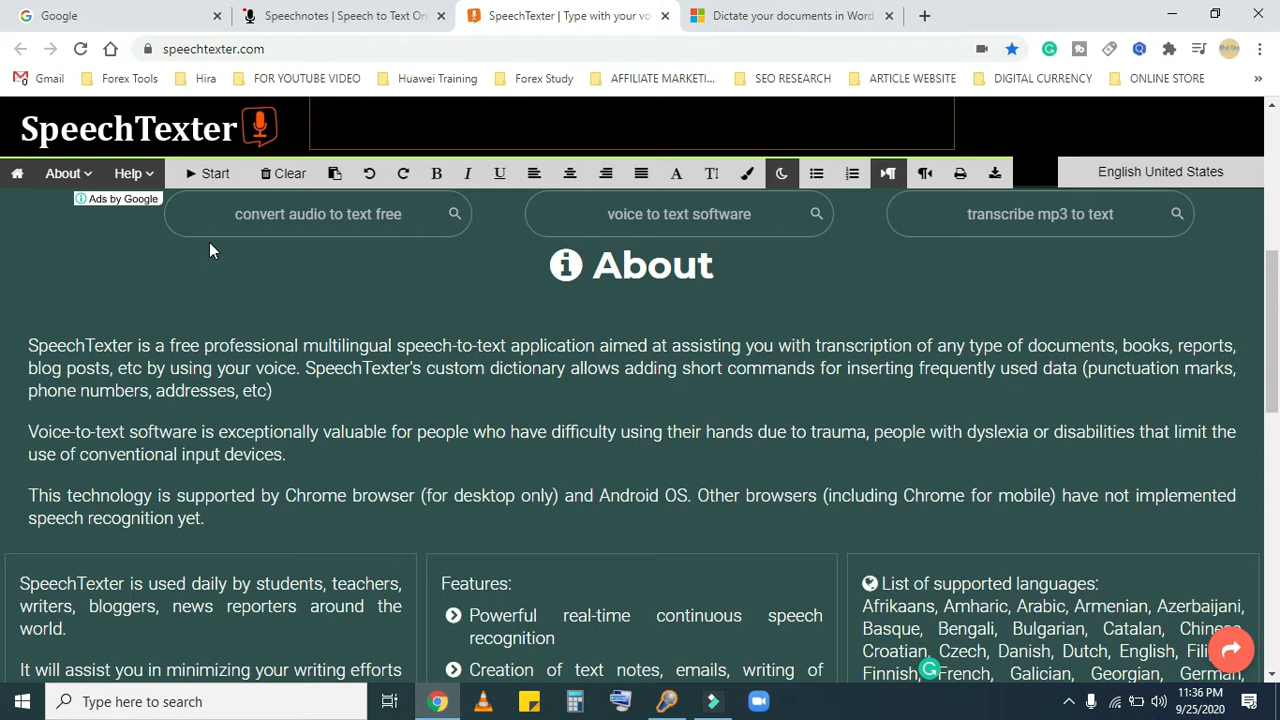 Google
Speechnotes | Speech to Text Onl
SpeechTexter | Type with your vo
Dictate your documents in Word
speechtexter.com
Gmail
Forex Tools
Hira
FOR YOUTUBE VIDEO
Huawei Training
Forex Study
AFFILIATE MARKETI...
SEO RESEARCH
ARTICLE WEBSITE
DIGITAL CURRENCY
ONLINE STORE
SpeechTexter
About
Help
Start
Clear
B I U
A
English United States
Ads by Google
convert audio to text free
voice to text software
transcribe mp3 to text
About
SpeechTexter is a free professional multilingual speech-to-text application aimed at assisting you with transcription of any type of documents, books, reports,
blog posts, etc by using your voice. SpeechTexter's custom dictionary allows adding short commands for inserting frequently used data (punctuation marks,
phone numbers, addresses, etc)
Voice-to-text software is exceptionally valuable for people who have difficulty using their hands due to trauma, people with dyslexia or disabilities that limit the
use of conventional input devices.
This technology is supported by Chrome browser (for desktop only) and Android OS. Other browsers (including Chrome for mobile) have not implemented
speech recognition yet.
SpeechTexter is used daily by students, teachers,
writers, bloggers, news reporters around the
world.
It will assist you in minimizing your writing efforts
Features:
Powerful real-time continuous speech
recognition
Creation of text notes, emails, writing of
List of supported languages:
Afrikaans, Amharic, Arabic, Armenian, Azerbaijani,
Basque, Bengali, Bulgarian, Catalan,
Croatian, Czech, Danish, Dutch, English,
Finnish, French, Galician, Georgian, German,
Type here to search
11:36 PM
9/25/2020